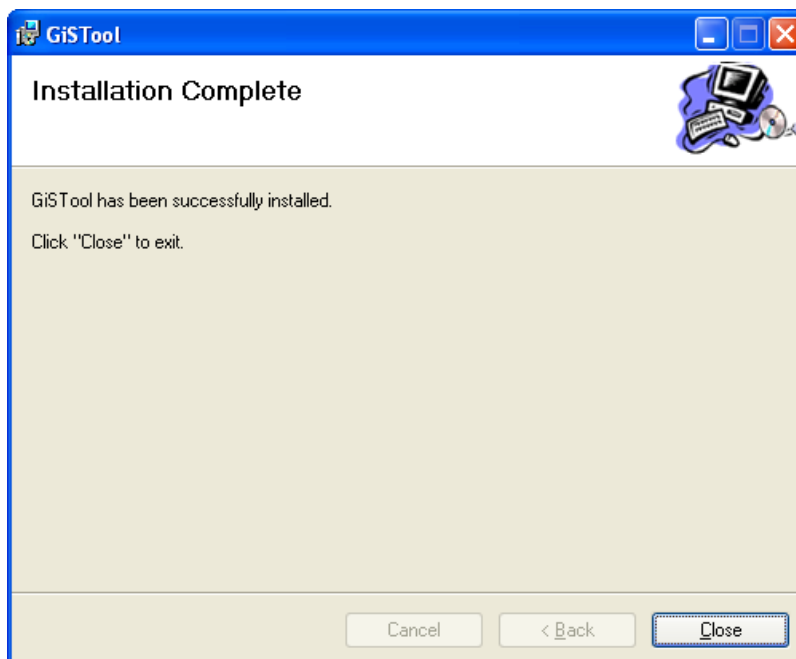 GiSTool
Installation Complete
GiSTool has been successfully installed.
Click "Close" to exit.
Cancel
< Back
Close